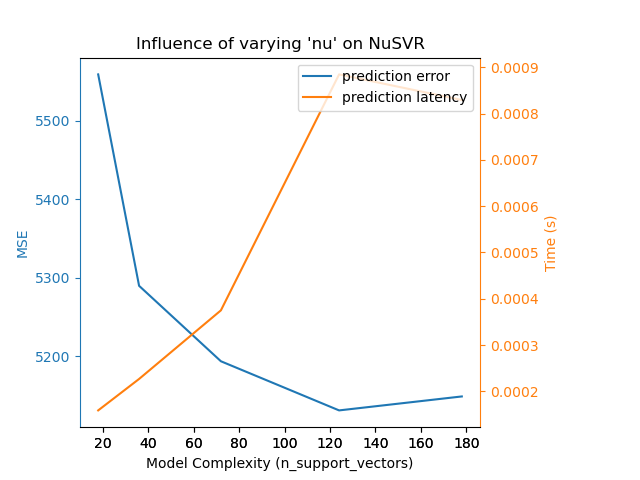 Influence of varying 'nu' on NuSVR
prediction error
prediction latency
MSE
5500
5400
5300
5200
0.0009
0.0008
0.0007
0.0006
0.0005
0.0004
0.0003
0.0002
Time (s)
20 40 60 80 100 120 140 160 180
Model Complexity (n_support_vectors)